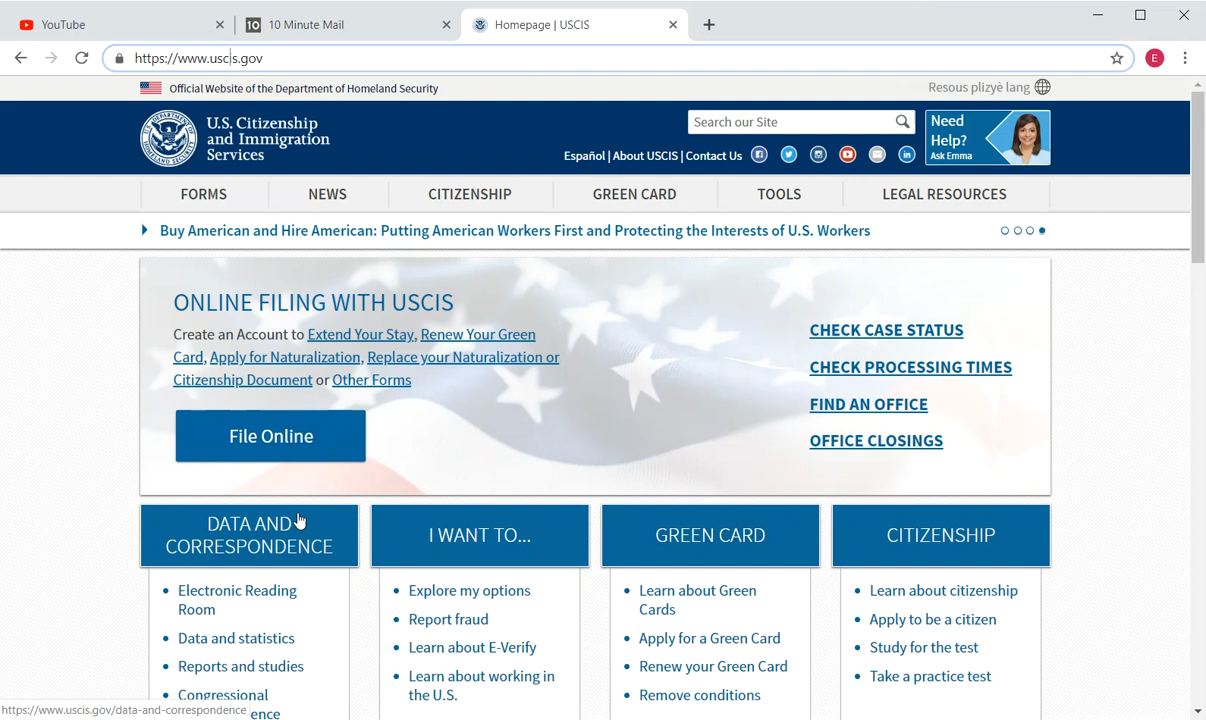 YouTube
10 Minute Mail
Homepage | USCIS
https://www.uscis.gov
E
Official Website of the Department of Homeland Security
Resous plizyè lang
U.S. Citizenship
and Immigration
Services
Search our Site
Need
Help?
Ask Emma
Español | About USCIS | Contact Us
FORMS
NEWS
CITIZENSHIP
GREEN CARD
TOOLS
LEGAL RESOURCES
Buy American and Hire American: Putting American Workers First and Protecting the Interests of U.S. Workers
ONLINE FILING WITH USCIS
Create an Account to Extend Your Stay, Renew Your Green
Card, Apply for Naturalization, Replace your Naturalization or
Citizenship Document or Other Forms
File Online
CHECK CASE STATUS
CHECK PROCESSING TIMES
FIND AN OFFICE
OFFICE CLOSINGS
DATA AND
CORRESPONDENCE
Electronic Reading
Room
Data and statistics
Reports and studies
Congressional
ence
I WANT TO...
Explore my options
Report fraud
Learn about E-Verify
Learn about working in
the U.S.
GREEN CARD
Learn about Green
Cards
Apply for a Green Card
Renew your Green Card
Remove conditions
CITIZENSHIP
Learn about citizenship
Apply to be a citizen
Study for the test
Take a practice test
https://www.uscis.gov/data-and-correspondence